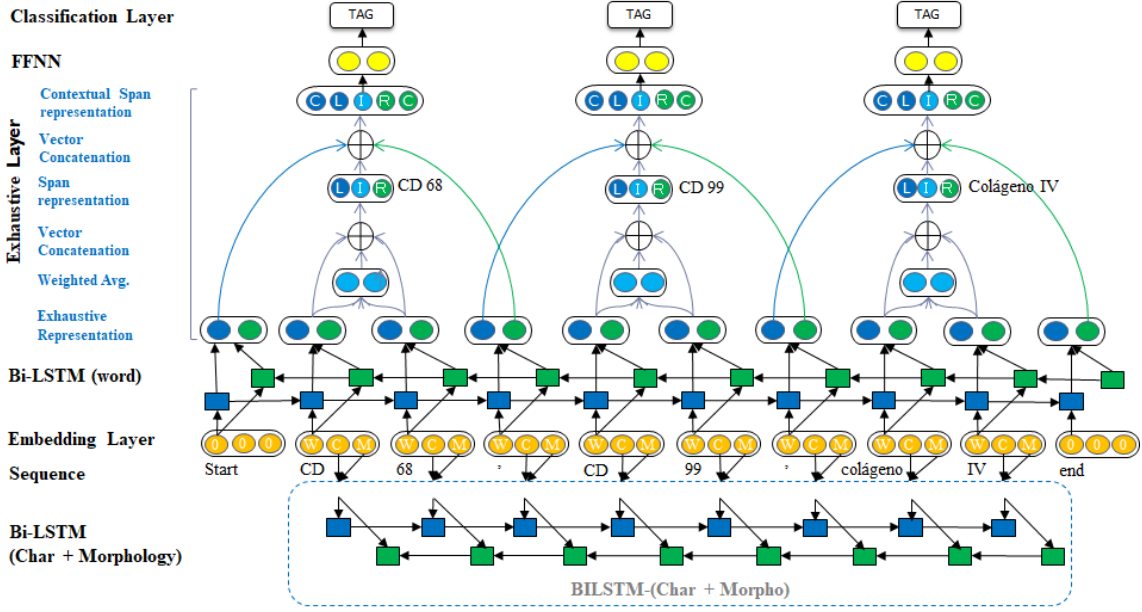 Classification Layer
TAG TAG TAG
FFNN
Exhaustive Layer
Contextual Span
representation
C L I R C C L I R C C L I R C
Vector
Concatenation
Span
representation
L I R CD 68 L I R CD 99 L I R Colágeno IV
Vector
Concatenation
Weighted Avg.
Exhaustive
Representation
Bi-LSTM (word)
Embedding Layer
0 0 0 W C M W C M W C M W C M W C M W C M W C M W C M 0 0 0
Sequence
Start CD 68 , CD 99 , colágeno IV end
Bi-LSTM
(Char + Morphology)
BILSTM-(Char + Morpho)